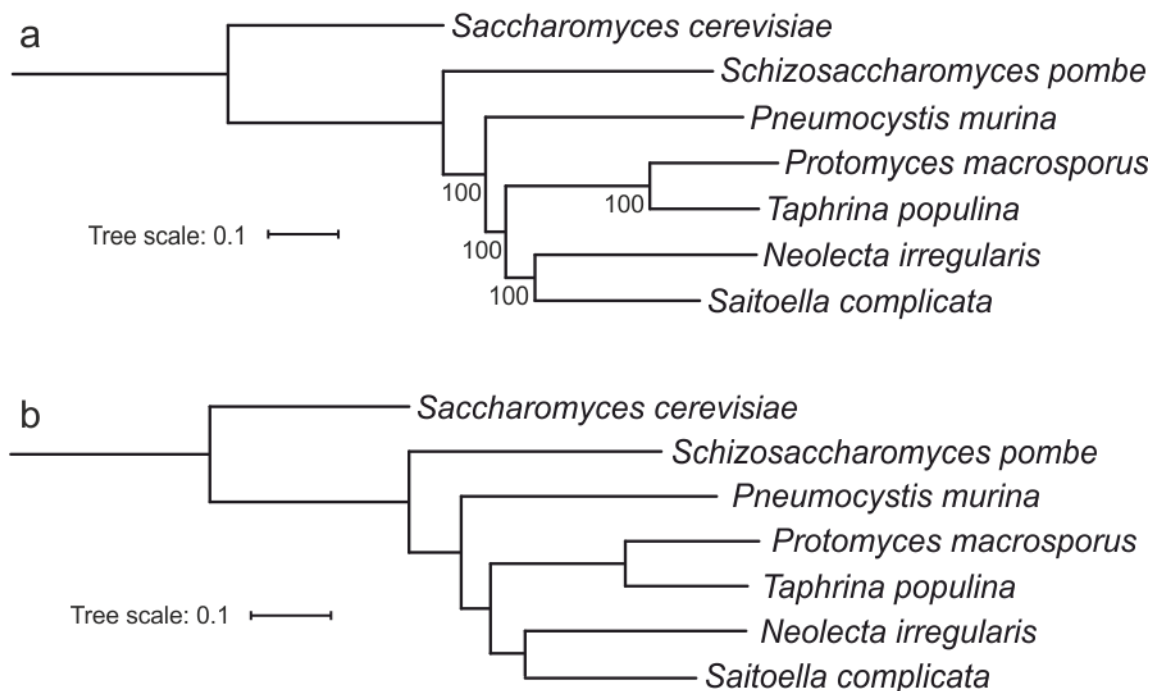 a
Saccharomyces cerevisiae
Schizosaccharomyces pombe
Pneumocystis murina
Protomyces macrosporus
100
100
Taphrina populina
Tree scale: 0.1
100
Neolecta irregularis
100
Saitoella complicata
b
Saccharomyces cerevisiae
Schizosaccharomyces pombe
Pneumocystis murina
Protomyces macrosporus
Taphrina populina
Tree scale: 0.1
Neolecta irregularis
Saitoella complicata